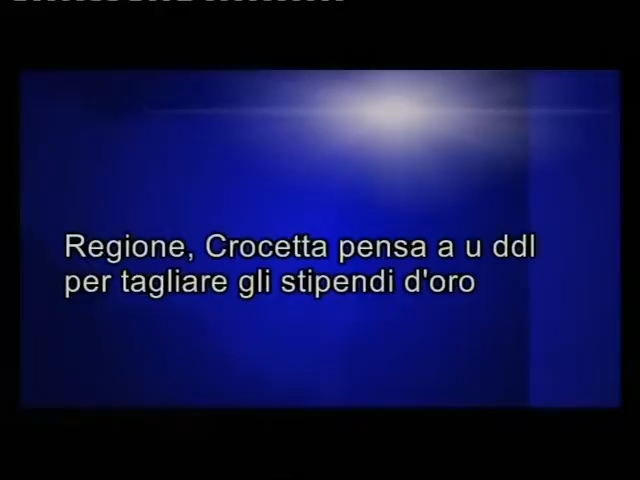 Regione, Crocetta pensa a u ddl
per tagliare gli stipendi d'oro